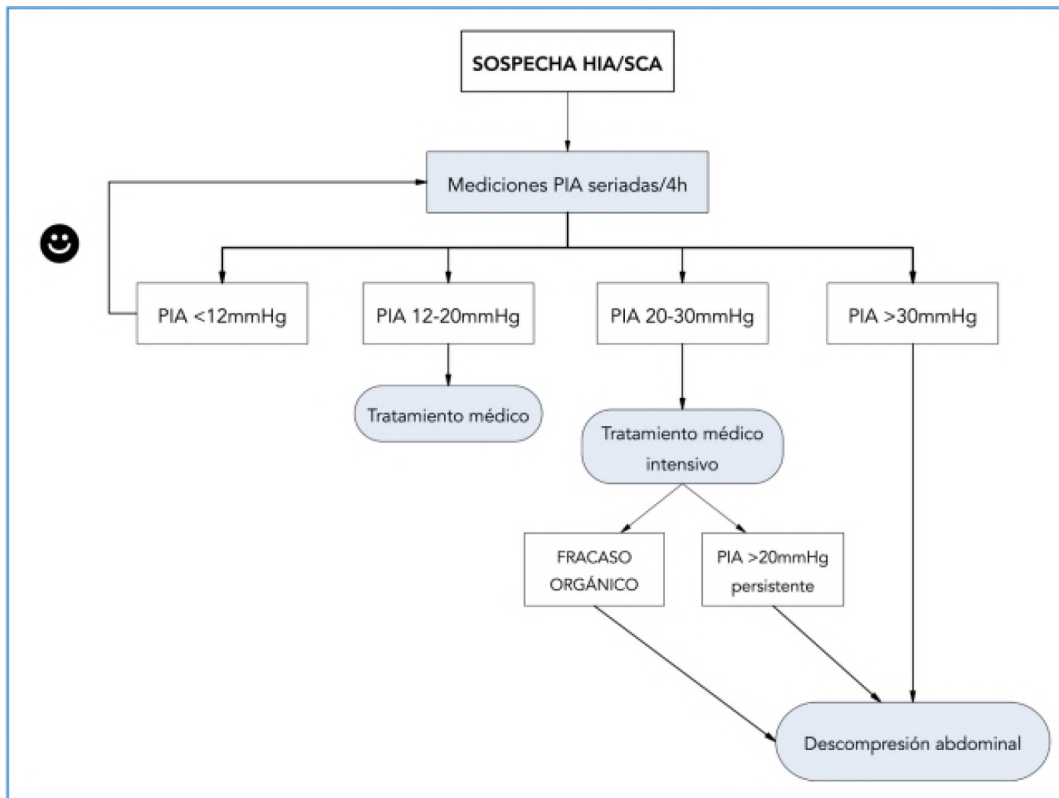 SOSPECHA HIA/SCA
Mediciones PIA seriadas/4h
PIA <12mmHg
PIA 12-20mmHg
PIA 20-30mmHg
PIA >30mmHg
Tratamiento médico
Tratamiento médico
intensivo
FRACASO
ORGÁNICO
PIA >20mmHg
persistente
Descompresión abdominal